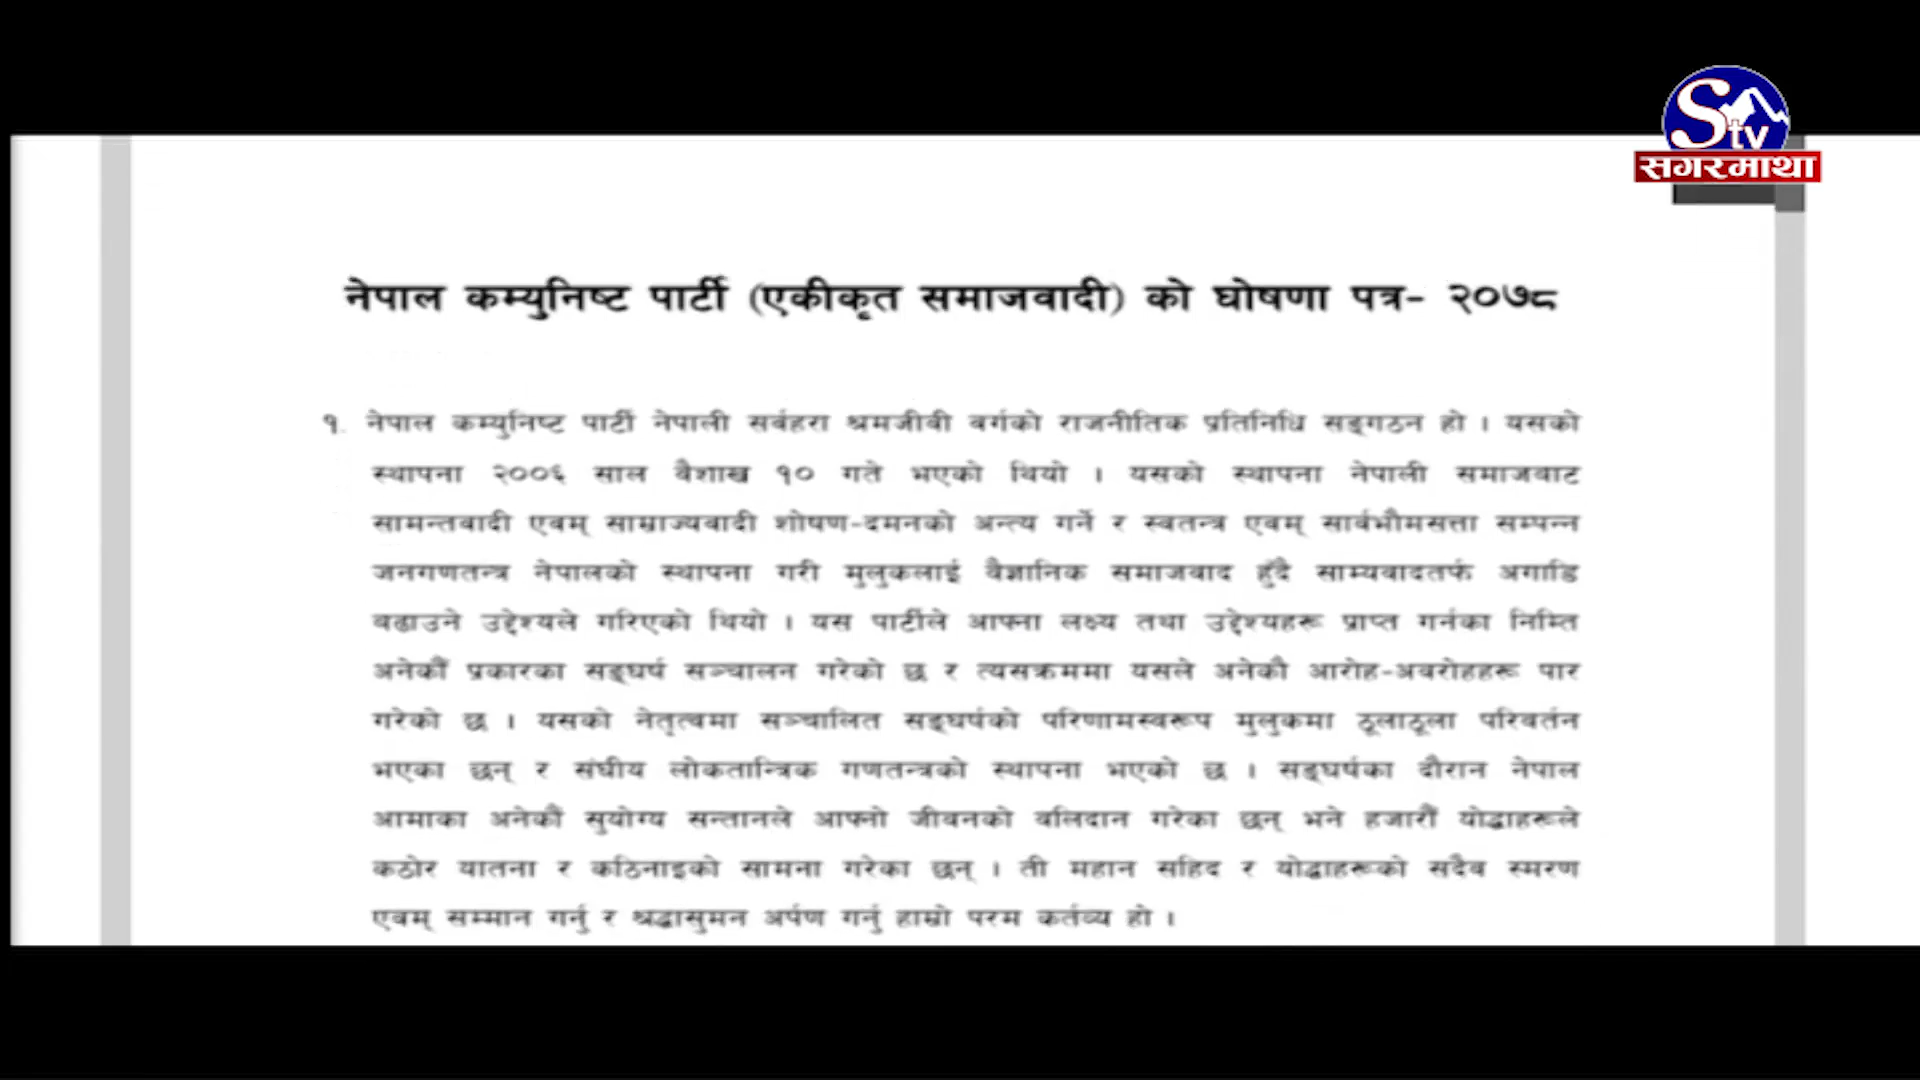 Stv
सगरमाथा
नेपाल कम्युनिष्ट पार्टी (एकीकृत समाजवादी) को घोषणा पत्र- २०७८
१. नेपाल कम्युनिष्ट पार्टी नेपाली सर्वहरा श्रमजीवी वर्गको राजनीतिक प्रतिनिधि सङ्गठन हो । यसको
स्थापना २००६ साल वैशाख १० गते भएको थियो । यसको स्थापना नेपाली समाजबाट
सामन्तवादी एवम् साम्राज्यवादी शोषण-दमनको अन्त्य गर्ने र स्वतन्त्र एवम् सार्वभौमसत्ता सम्पन्न
जनगणतन्त्र नेपालको स्थापना गरी मुलुकलाई वैज्ञानिक समाजवाद हुँदै साम्यवादतर्फ अगाडि
बढाउने उद्देश्यले गरिएको थियो । यस पार्टीले आफ्ना लक्ष्य तथा उद्देश्यहरू प्राप्त गर्नका निम्ति
अनेकौं प्रकारका सङ्घर्ष सञ्चालन गरेको छ र त्यसक्रममा यसले अनेकौ आरोह-अवरोहहरू पार
गरेको छ । यसको नेतृत्वमा सञ्चालित सङ्घर्षको परिणामस्वरूप मुलुकमा ठूलाठूला परिवर्तन
भएका छन् र संघीय लोकतान्त्रिक गणतन्त्रको स्थापना भएको छ । सङ्घर्षका दौरान नेपाल
आमाका अनेकौं सुयोग्य सन्तानले आफ्नो जीवनको बलिदान गरेका छन् भने हजारौं योद्धाहरूले
कठोर यातना र कठिनाइको सामना गरेका छन् । ती महान सहिद र योद्धाहरूको सदैव स्मरण
एवम् सम्मान गर्नु र श्रद्धासुमन अर्पण गर्नु हाम्रो परम कर्तव्य हो ।